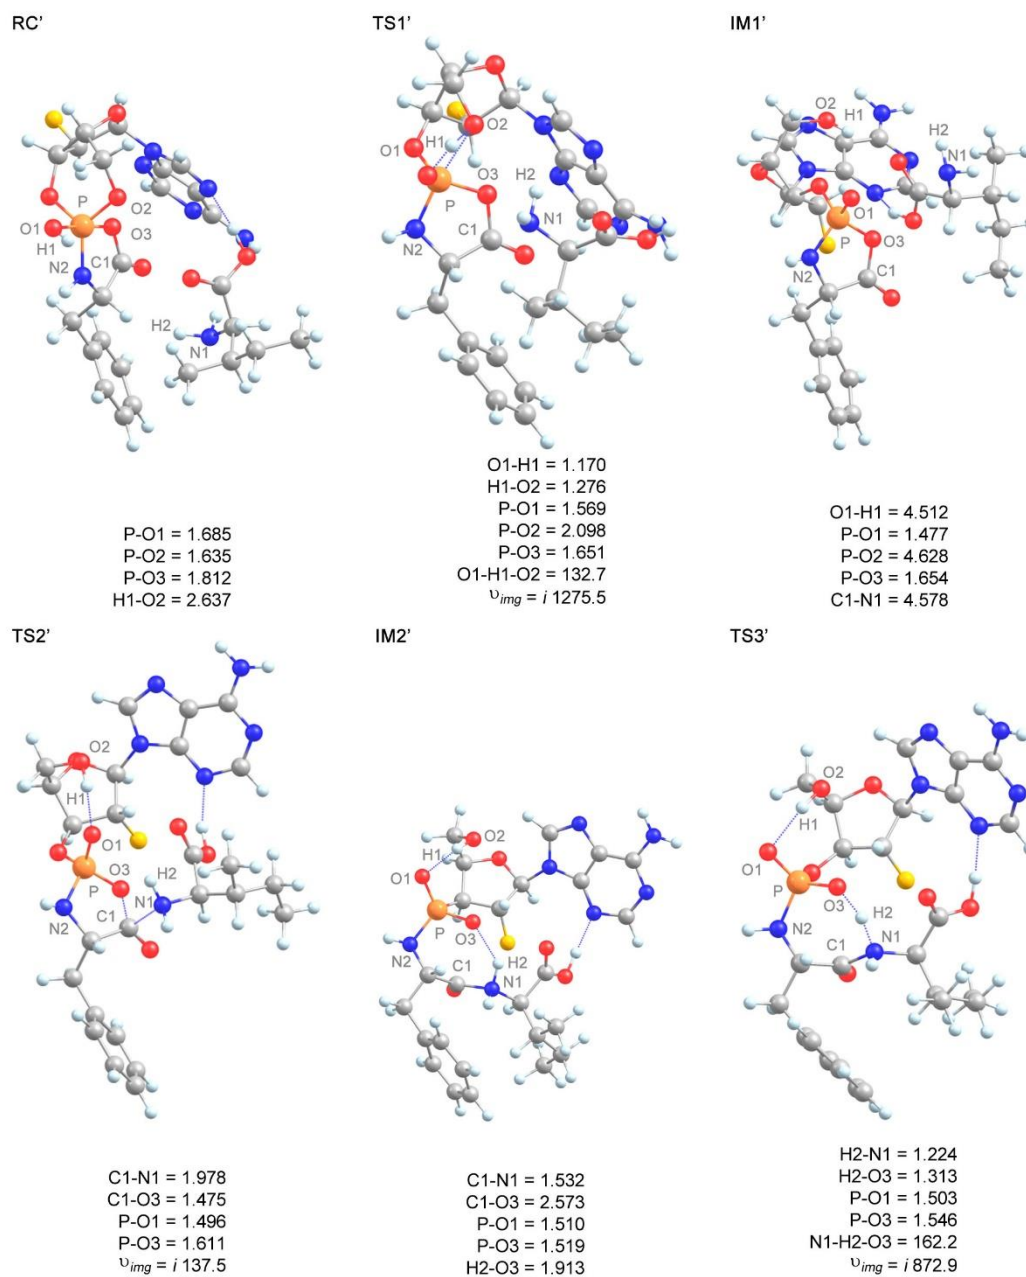 RC’
TS1’
IM1’
O1
P
O2
O3
H1
C1
N2
H2
N1
O2
H1
O1
O3
H2
P
N1
C1
N2
O2
H1
H2
N1
O1
P
O3
N2
C1
P-O1 = 1.685
P-O2 = 1.635
P-O3 = 1.812
H1-O2 = 2.637
O1-H1 = 1.170
H1-O2 = 1.276
P-O1 = 1.569
P-O2 = 2.098
P-O3 = 1.651
O1-H1-O2 = 132.7
υimg = i 1275.5
O1-H1 = 4.512
P-O1 = 1.477
P-O2 = 4.628
P-O3 = 1.654
C1-N1 = 4.578
TS2’
IM2’
TS3’
O2
H1
O1
O3
P
H2
N1
C1
N2
O2
H1
O1
P
O3
N2
C1
H2
N1
O2
H1
O1
P
O3
H2
N2
C1
N1
C1-N1 = 1.978
C1-O3 = 1.475
P-O1 = 1.496
P-O3 = 1.611
υimg = i 137.5
C1-N1 = 1.532
C1-O3 = 2.573
P-O1 = 1.510
P-O3 = 1.519
H2-O3 = 1.913
H2-N1 = 1.224
H2-O3 = 1.313
P-O1 = 1.503
P-O3 = 1.546
N1-H2-O3 = 162.2
υimg = i 872.9